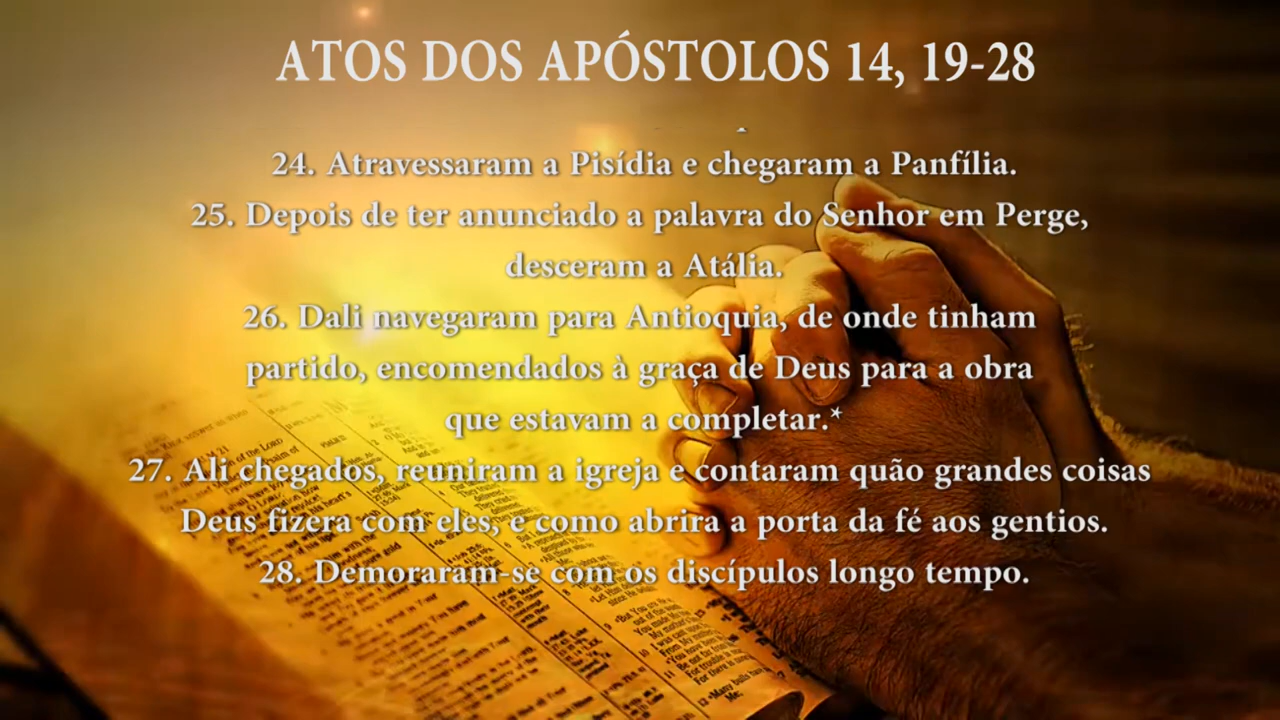 ATOS DOS APÓSTOLOS 14, 19-28
24. Atravessaram a Pisídia e chegaram a Panfília.
25. Depois de ter anunciado a palavra do Senhor em Perge,
desceram a Atália.
26. Dali navegaram para Antioquia, de onde tinham
partido, encomendados à graça de Deus para a obra
que estavam a completar.*
27. Ali chegados, reuniram a igreja e contaram quão grandes coisas
Deus fizera com eles, e como abrira a porta da fé aos gentios.
28. Demoraram-se com os discípulos longo tempo.